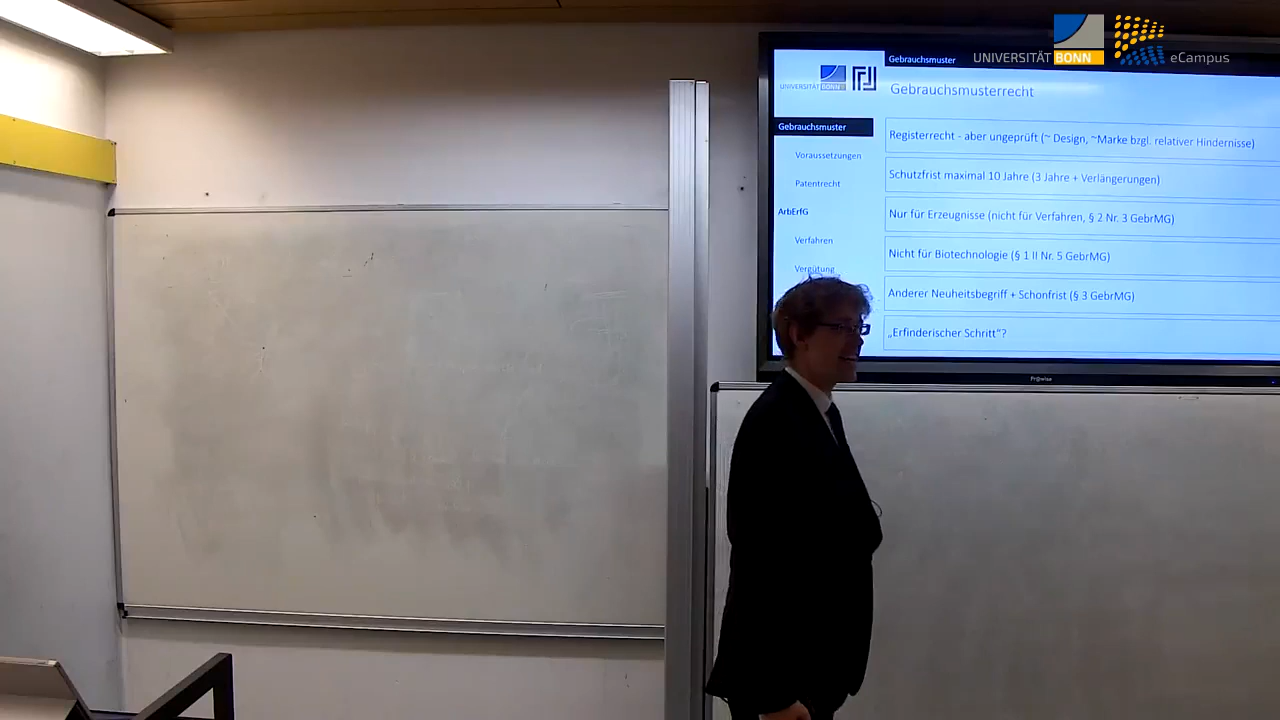 UNIVERSITÄT BONN
eCampus
Gebrauchsmuster
UNIVERSITÄT BONN
Gebrauchsmusterrecht
Gebrauchsmuster
Voraussetzungen
Patentrecht
ArbErfG
Verfahren
Vergütung
Registerrecht - aber ungeprüft (~ Design, ~Marke bzgl. relativer Hindernisse)
Schutzfrist maximal 10 Jahre (3 Jahre + Verlängerungen)
Nur für Erzeugnisse (nicht für Verfahren, § 2 Nr. 3 GebrMG)
Nicht für Biotechnologie (§ 1 II Nr. 5 GebrMG)
Anderer Neuheitsbegriff + Schonfrist (§ 3 GebrMG)
„Erfinderischer Schritt“?
Prowise